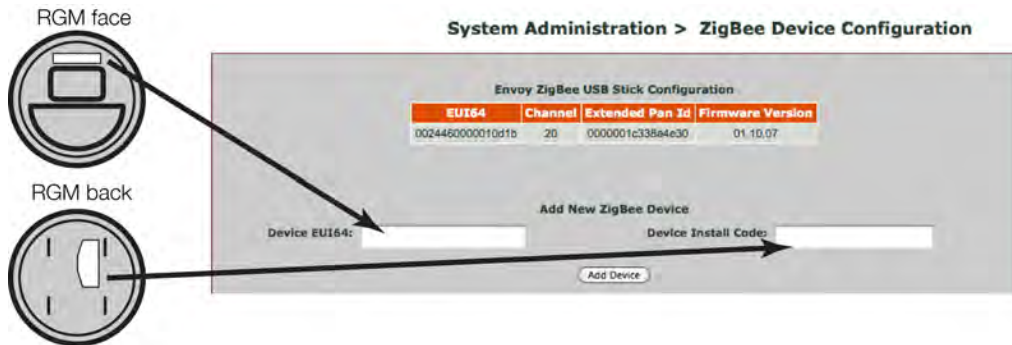 RGM face
System Administration > ZigBee Device Configuration
Envoy ZigBee USB Stick Configuration
EUI64 Channel Extended Pan Id Firmware Version
0024460000010d1b 20 0000001c338a4e30 01.10.07
RGM back
Add New ZigBee Device
Device EUI64: Device Install Code:
Add Device